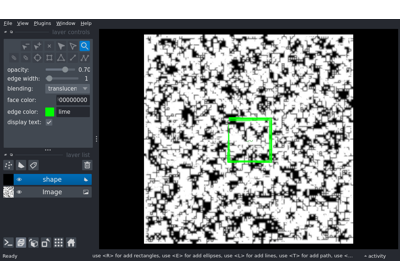 File View Plugins Window Help
layer controls
opacity: 0.70
edge width: 1
blending: translucen
face color: 00000000
edge color: lime
display text:
layer list
shape
Image
Ready use <R> for add rectangles, use <E> for add ellipses, use <L> for add lines, use <T> for add path, use <... activity